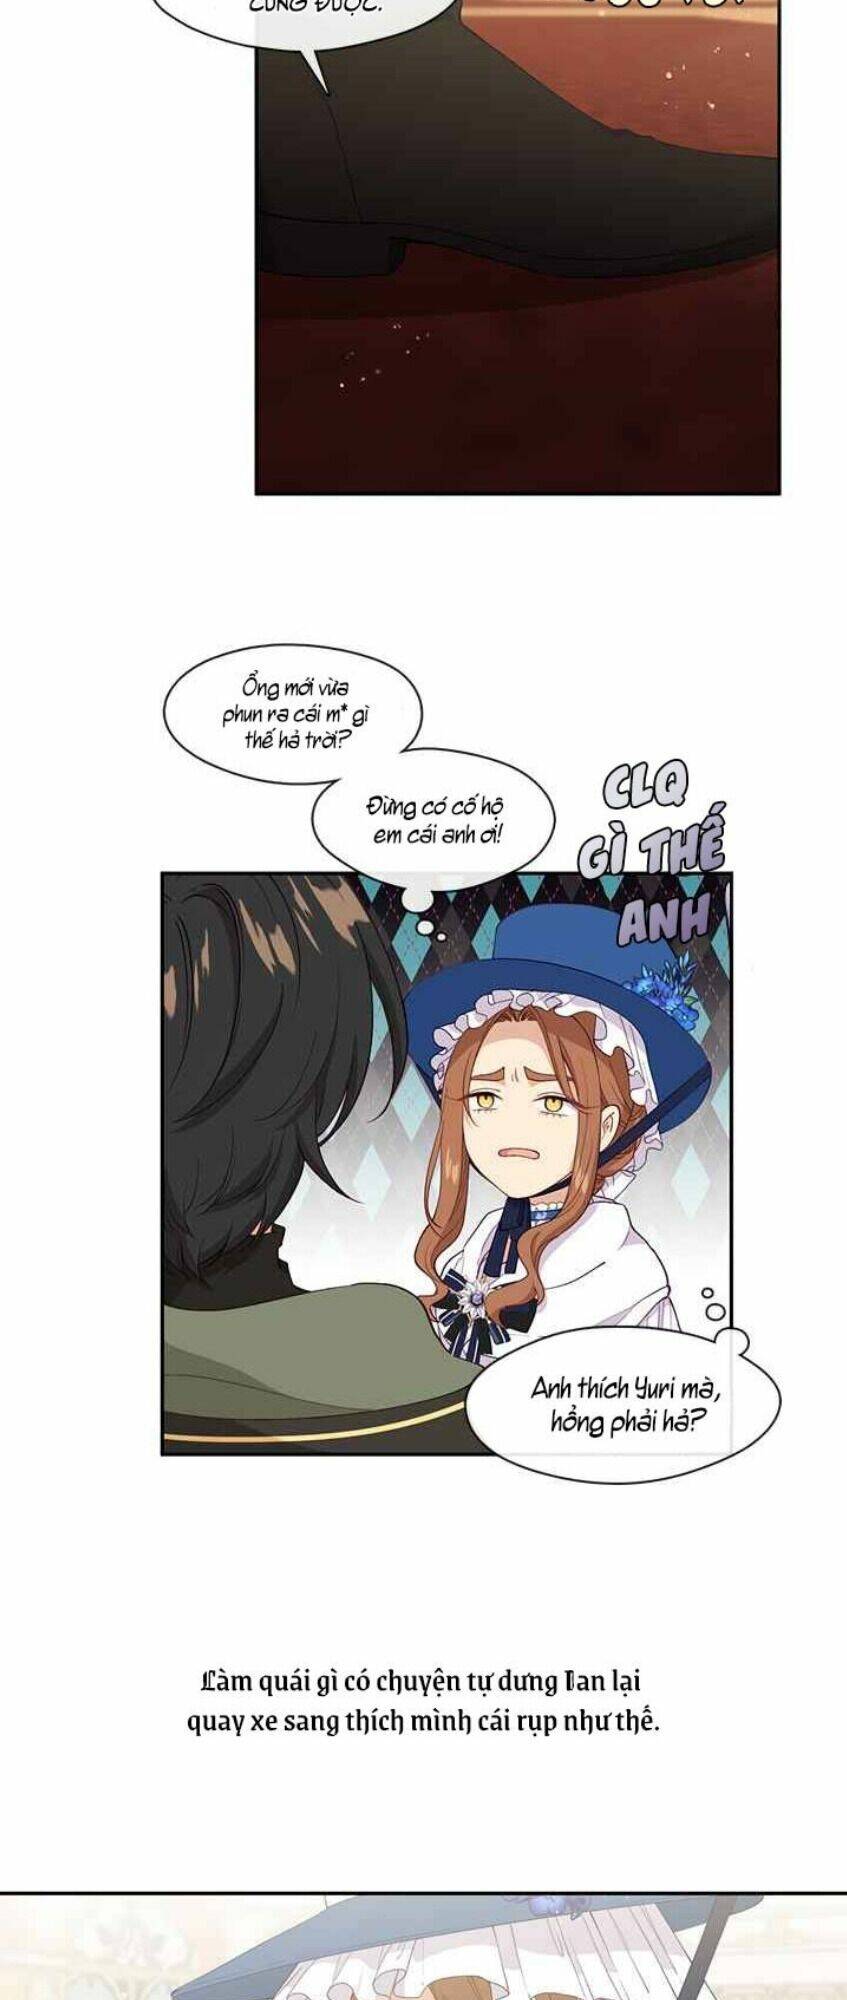 CŨNG ĐƯỢC.
Ổng mới vừa
phun ra cái m* gì
thế hả trời?
Đừng có cố hộ
em cái anh ơi!
CLQ
GÌ THẾ
ANH
Anh thích Yuri mà,
hổng phải hả?
Làm quái gì có chuyện tự dưng Ian lại
quay xe sang thích mình cái rụp như thế.